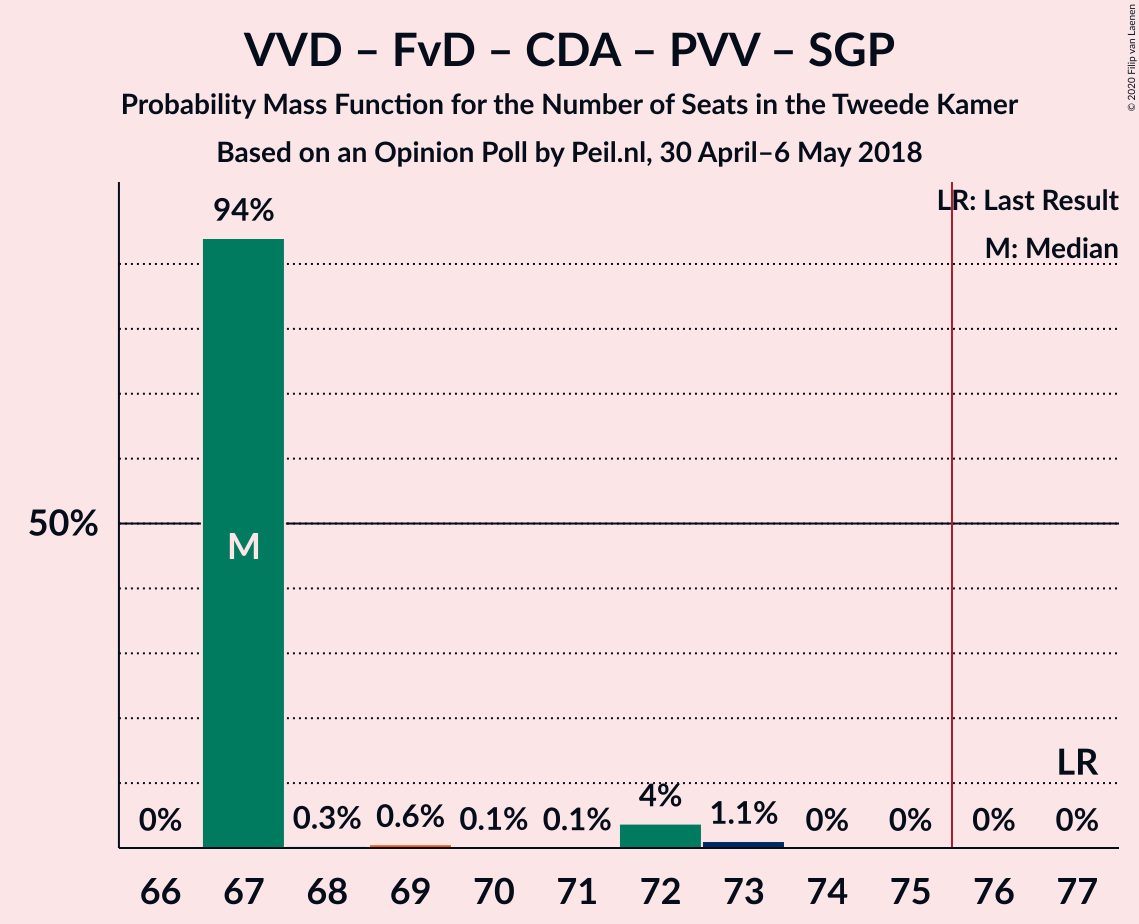 VVD – FvD – CDA – PVV – SGP
Probability Mass Function for the Number of Seats in the Tweede Kamer
Based on an Opinion Poll by Peil.nl, 30 April–6 May 2018
© 2020 Filip van Laenen
LR: Last Result
M: Median
94%
50%
M
LR
0% 0.3% 0.6% 0.1% 0.1% 4% 1.1% 0% 0% 0% 0%
66 67 68 69 70 71 72 73 74 75 76 77